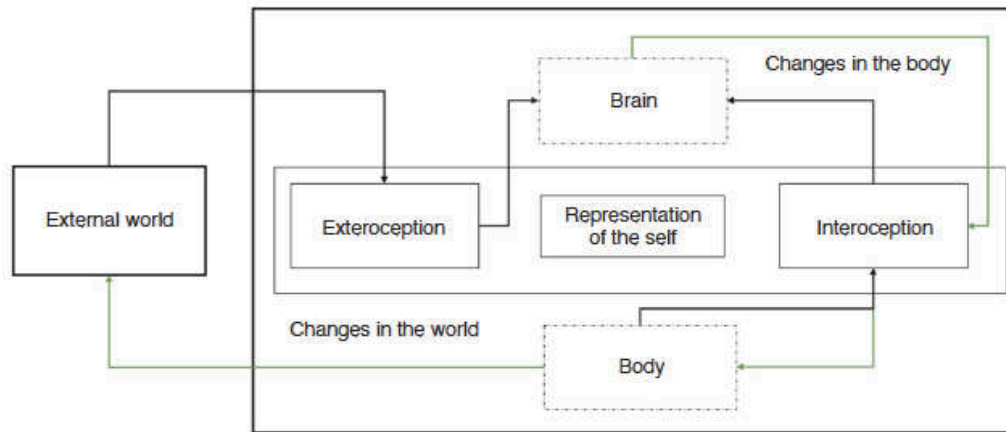 Changes in the body
Brain
External world
Exteroception
Representation
of the self
Interoception
Changes in the world
Body